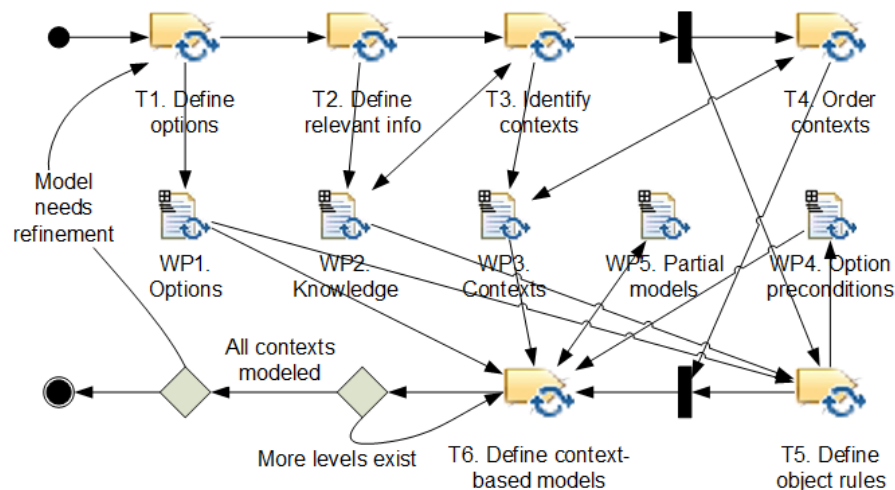 T1. Define
options
T2. Define
relevant info
T3. Identify
contexts
T4. Order
contexts
Model
needs
refinement
WP1.
Options
WP2.
Knowledge
WP3.
Contexts
WP5. Partial
models
WP4. Option
preconditions
All contexts
modeled
More levels exist
T6. Define context-
based models
T5. Define
object rules